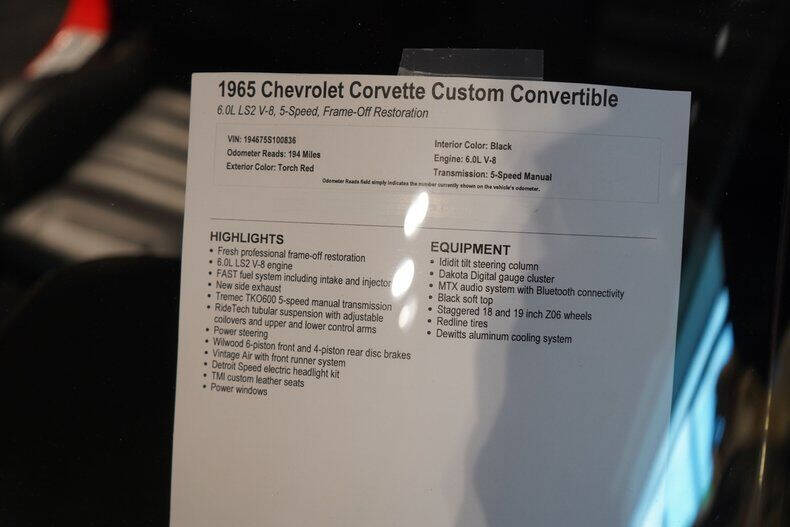 1965 Chevrolet Corvette Custom Convertible
6.0L LS2 V-8, 5-Speed, Frame-Off Restoration
VIN: 194675S100836
Odometer Reads: 194 Miles
Exterior Color: Torch Red
Interior Color: Black
Engine: 6.0L V-8
Transmission: 5-Speed Manual
Odometer Reads field simply indicates the number currently shown on the vehicle's odometer.
HIGHLIGHTS
• Fresh professional frame-off restoration
• 6.0L LS2 V-8 engine
• FAST fuel system including intake and injector
• New side exhaust
• Tremec TKO600 5-speed manual transmission
• RideTech tubular suspension with adjustable
coilovers and upper and lower control arms
• Power steering
• Wilwood 6-piston front and 4-piston rear disc brakes
• Vintage Air with front runner system
• Detroit Speed electric headlight kit
• TMI custom leather seats
• Power windows
EQUIPMENT
• Ididit tilt steering column
• Dakota Digital gauge cluster
• MTX audio system with Bluetooth connectivity
• Black soft top
• Staggered 18 and 19 inch Z06 wheels
• Redline tires
• Dewitts aluminum cooling system